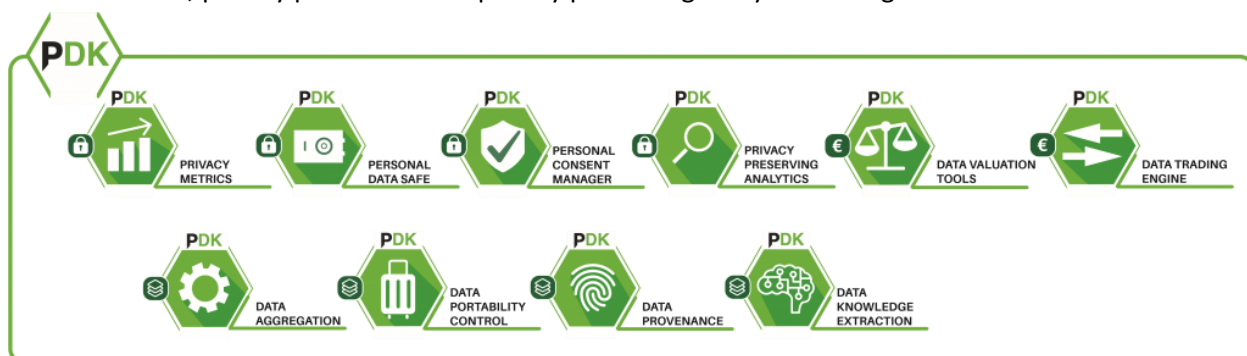 PDK
PDK
PRIVACY
METRICS
PDK
PERSONAL
DATA SAFE
PDK
PERSONAL
CONSENT
MANAGER
PDK
PRIVACY
PRESERVING
ANALYTICS
PDK
€
DATA VALUATION
TOOLS
PDK
€
DATA TRADING
ENGINE
PDK
DATA
AGGREGATION
PDK
DATA
PORTABILITY
CONTROL
PDK
DATA
PROVENANCE
PDK
DATA
KNOWLEDGE
EXTRACTION